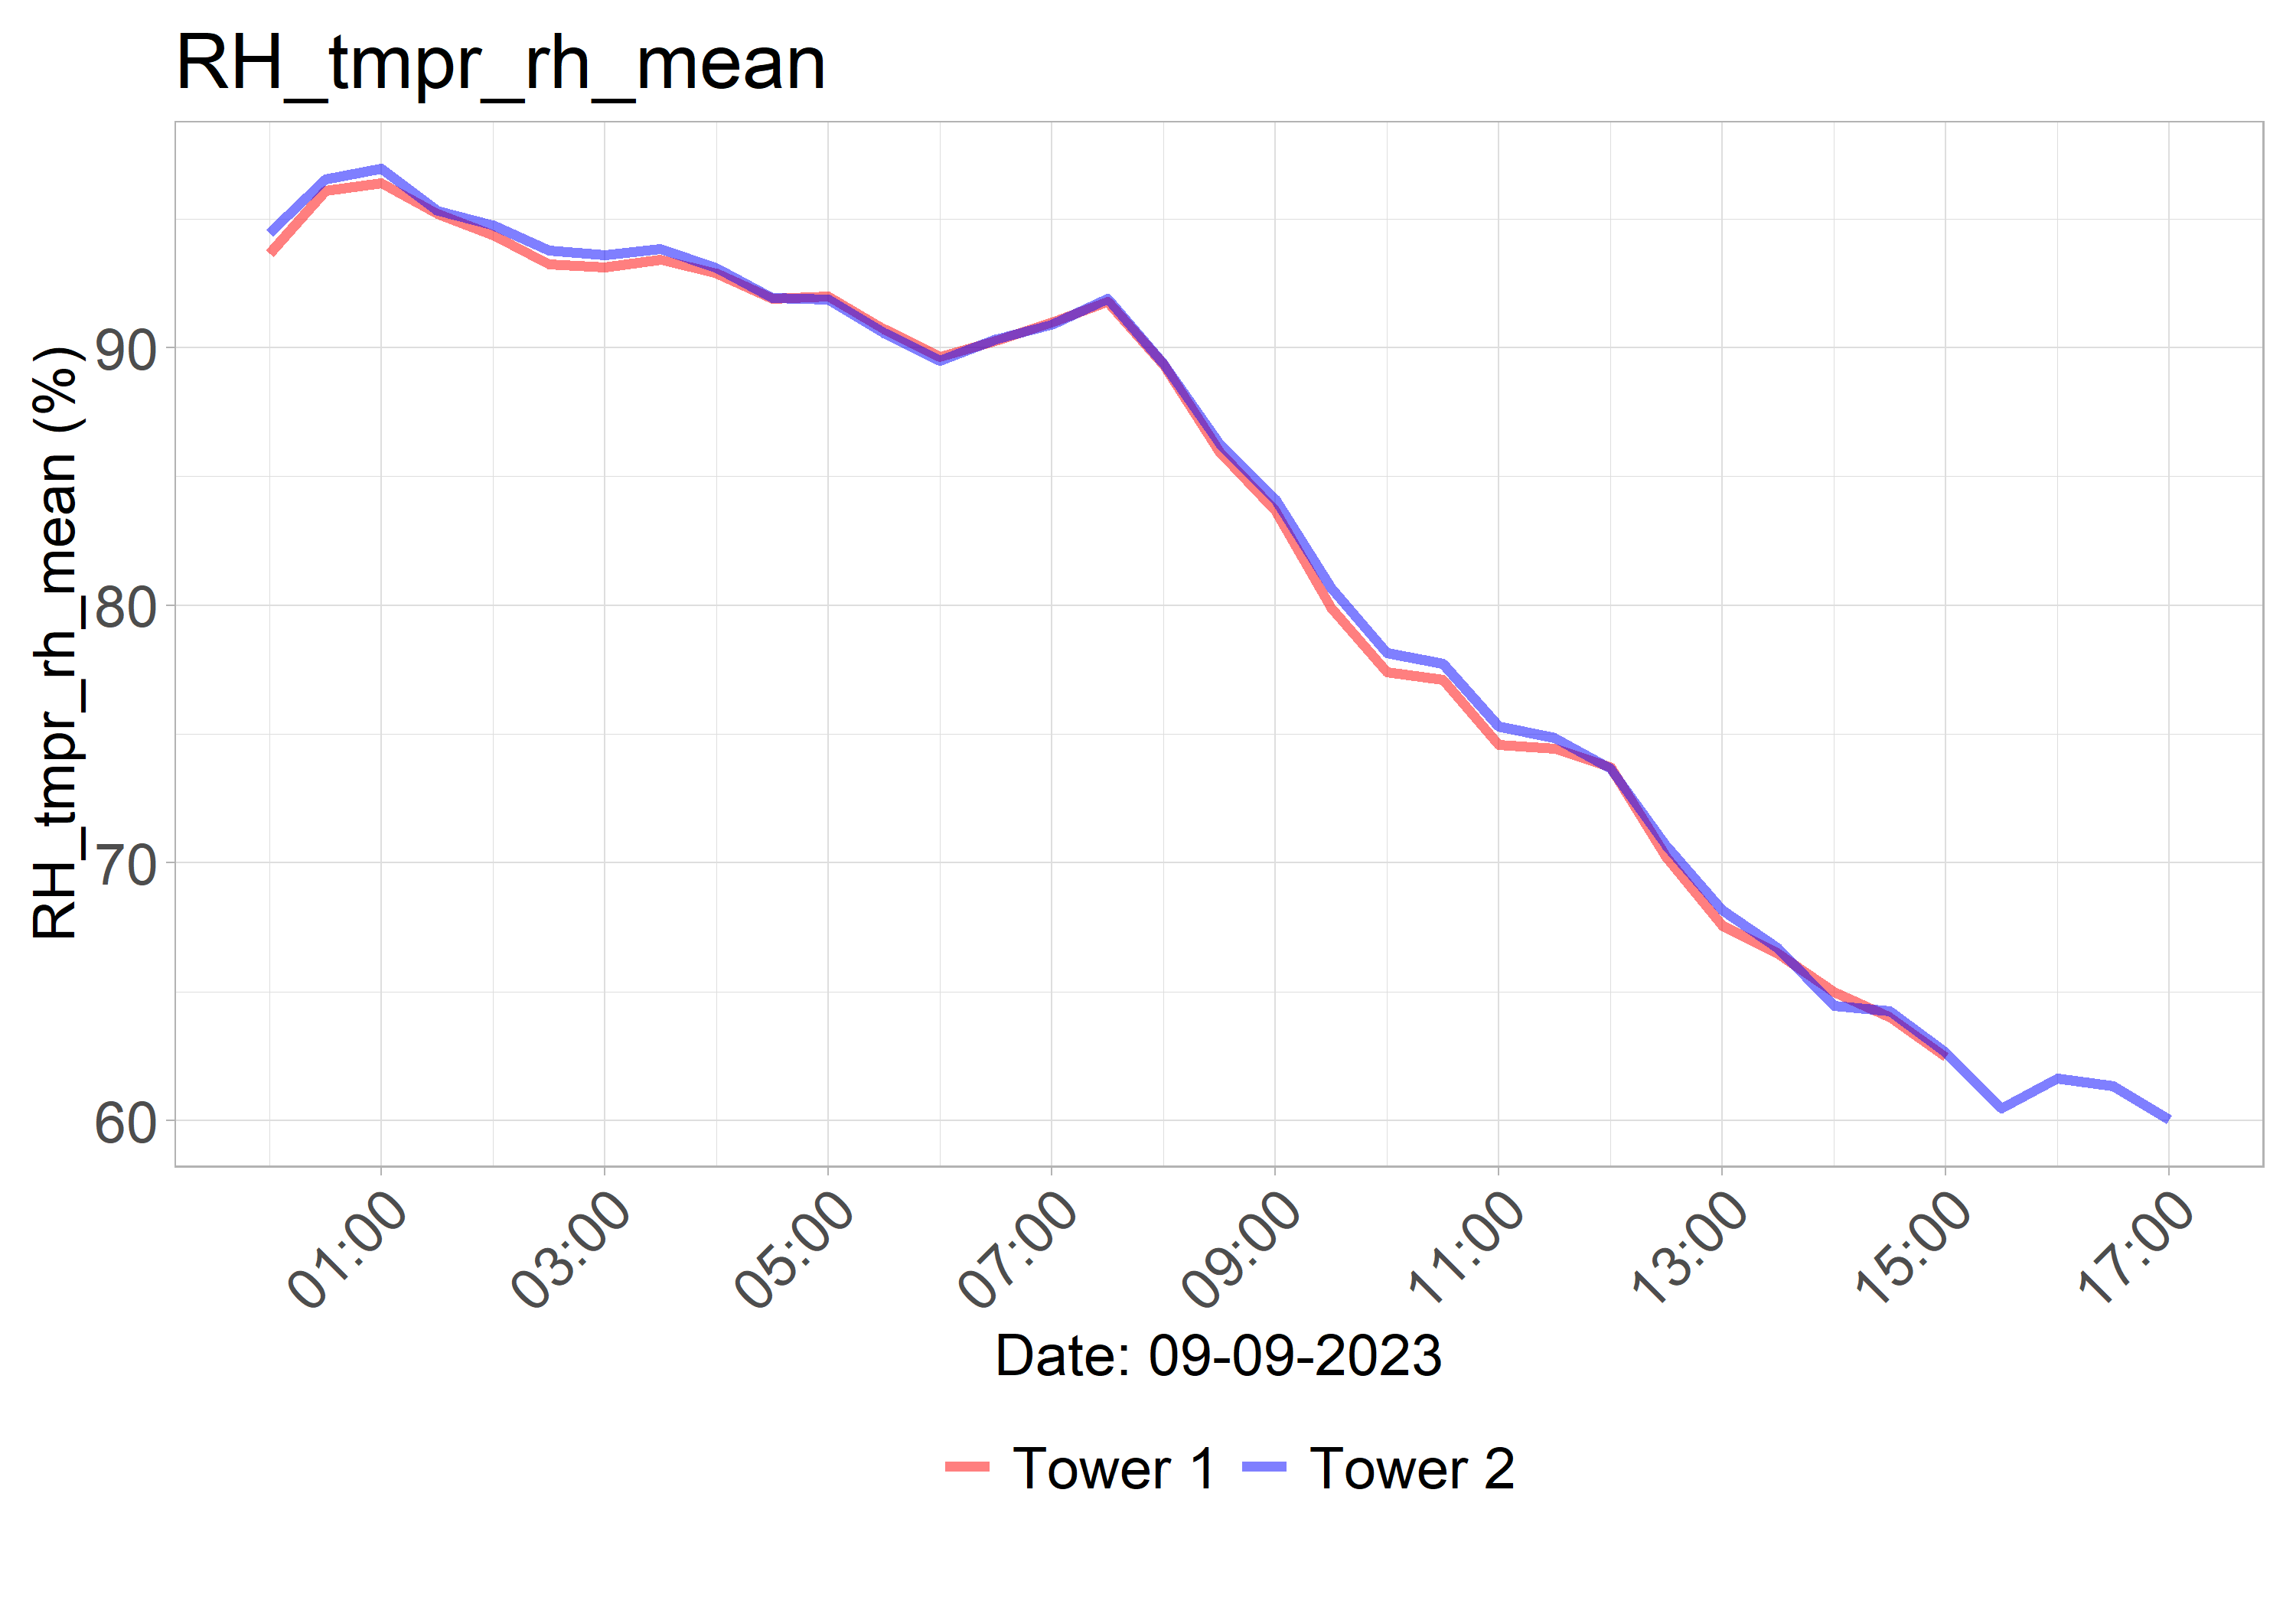 RH_tmpr_rh_mean
RH_tmpr_rh_mean (%)
90
80
70
60
01:00 03:00 05:00 07:00 09:00 11:00 13:00 15:00 17:00
Date: 09-09-2023
Tower 1 Tower 2